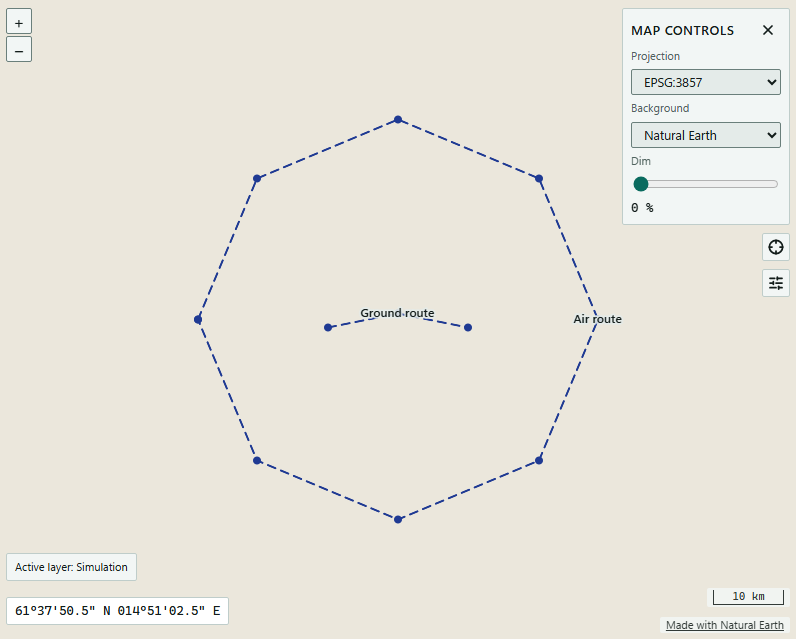 +
−
MAP CONTROLS
Projection
EPSG:3857
Background
Natural Earth
Dim
0 %
Ground route
Air route
Active layer: Simulation
61°37'50.5" N 014°51'02.5" E
10 km
Made with Natural Earth